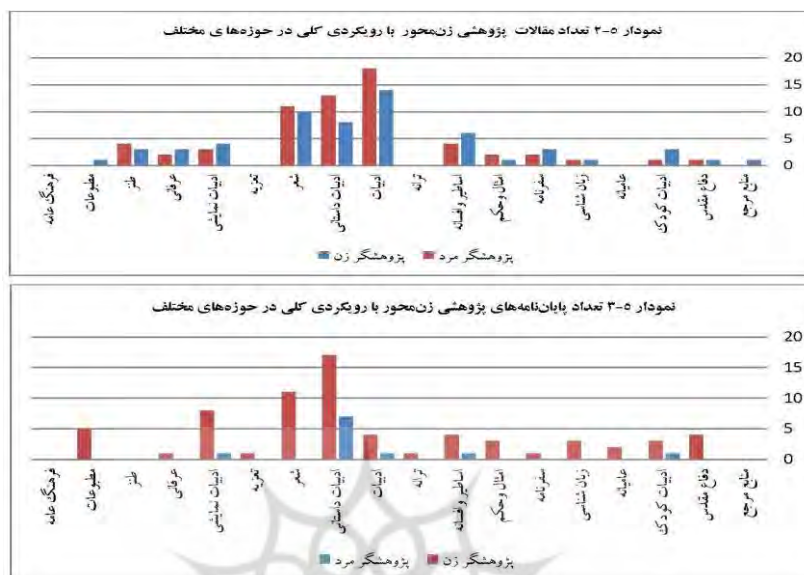 نمودار ۵-۲ تعداد مقالات پژوهشی زن‌محور با رویکردی کلی در حوزه‌های مختلف
20
15
10
5
0
منابع مرجع
دفاع مقدس
ادبیات کودک
عامیانه
زبان شناسی
سفرنامه
امثال و حکم
اساطیر و افسانه
ترانه
ادبیات
ادبیات داستانی
شعر
تعزیه
ادبیات نمایشی
عرفانی
طنز
مطبوعات
فرهنگ عامه
پژوهشگر مرد
پژوهشگر زن
نمودار ۵-۳ تعداد پایان‌نامه‌های پژوهشی زن‌محور با رویکردی کلی در حوزه‌های مختلف
20
15
10
5
0
منابع مرجع
دفاع مقدس
ادبیات کودک
عامیانه
زبان شناسی
سفرنامه
امثال و حکم
اساطیر و افسانه
ترانه
ادبیات
ادبیات داستانی
شعر
تعزیه
ادبیات نمایشی
عرفانی
طنز
مطبوعات
فرهنگ عامه
پژوهشگر زن
پژوهشگر مرد